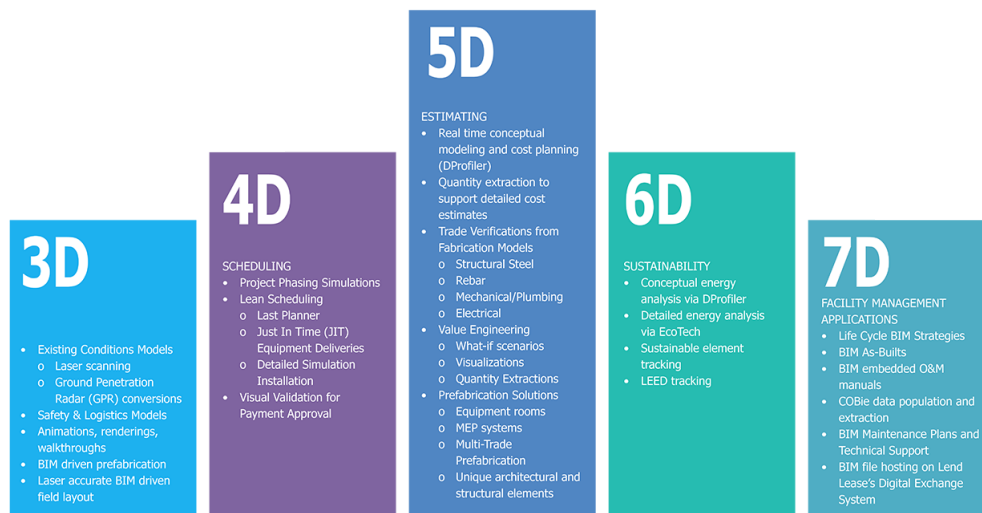 3D
• Existing Conditions Models
o Laser scanning
o Ground Penetration
Radar (GPR) conversions
• Safety & Logistics Models
• Animations, renderings,
walkthroughs
• BIM driven prefabrication
• Laser accurate BIM driven
field layout
4D
SCHEDULING
• Project Phasing Simulations
• Lean Scheduling
o Last Planner
o Just In Time (JIT)
Equipment Deliveries
o Detailed Simulation
Installation
• Visual Validation for
Payment Approval
5D
ESTIMATING
• Real time conceptual
modeling and cost planning
(DProfiler)
• Quantity extraction to
support detailed cost
estimates
• Trade Verifications from
Fabrication Models
o Structural Steel
o Rebar
o Mechanical/Plumbing
o Electrical
• Value Engineering
o What-if scenarios
o Visualizations
o Quantity Extractions
• Prefabrication Solutions
o Equipment rooms
o MEP systems
o Multi-Trade
Prefabrication
o Unique architectural and
structural elements
6D
SUSTAINABILITY
• Conceptual energy
analysis via DProfiler
• Detailed energy analysis
via EcoTech
• Sustainable element
tracking
• LEED tracking
7D
FACILITY MANAGEMENT
APPLICATIONS
• Life Cycle BIM Strategies
• BIM As-Builts
• BIM embedded O&M
manuals
• COBie data population and
extraction
• BIM Maintenance Plans and
Technical Support
• BIM file hosting on Lend
Lease's Digital Exchange
System